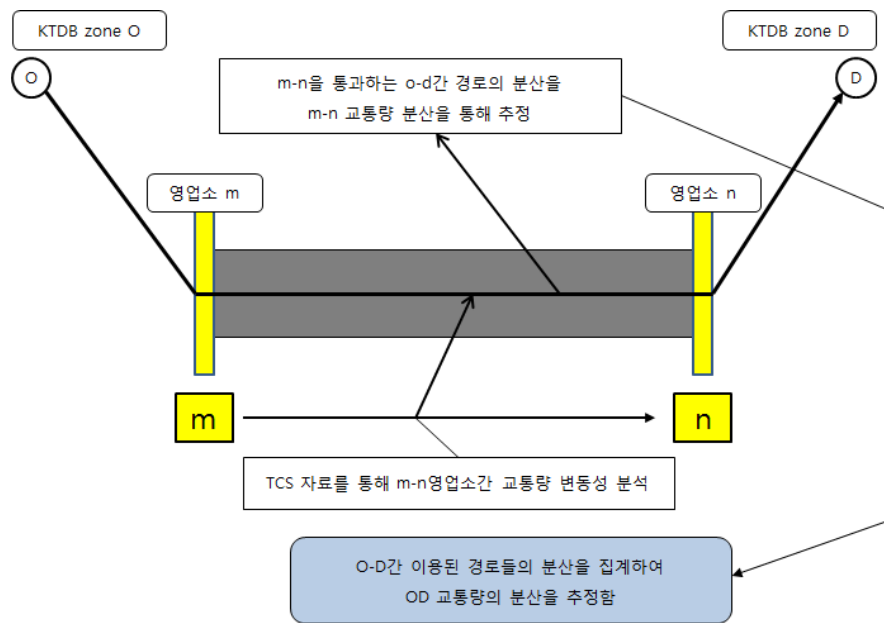 KTDB zone O
KTDB zone D
O
D
m-n을 통과하는 o-d간 경로의 분산을
m-n 교통량 분산을 통해 추정
영업소 m
영업소 n
m
n
TCS 자료를 통해 m-n영업소간 교통량 변동성 분석
O-D간 이용된 경로들의 분산을 집계하여
OD 교통량의 분산을 추정함